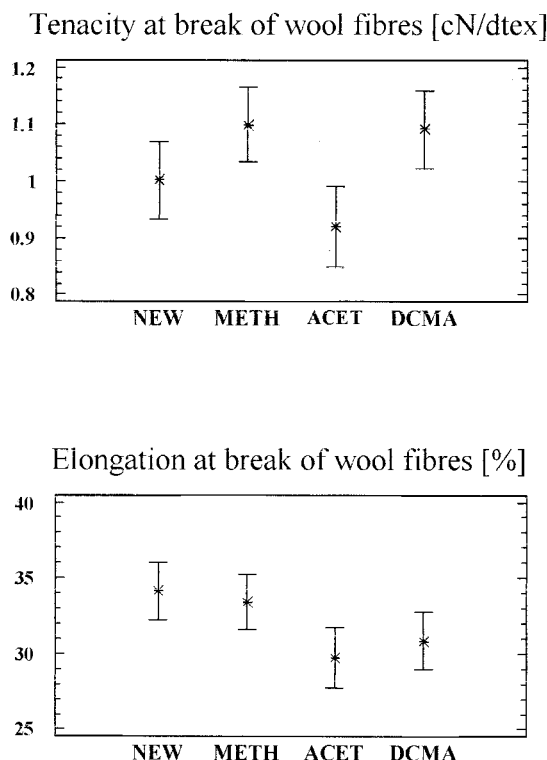 Tenacity at break of wool fibres [cN/dtex]
1.2
1.1
1
0.9
0.8
NEW METH ACET DCMA
Elongation at break of wool fibres [%]
40
35
30
25
NEW METH ACET DCMA